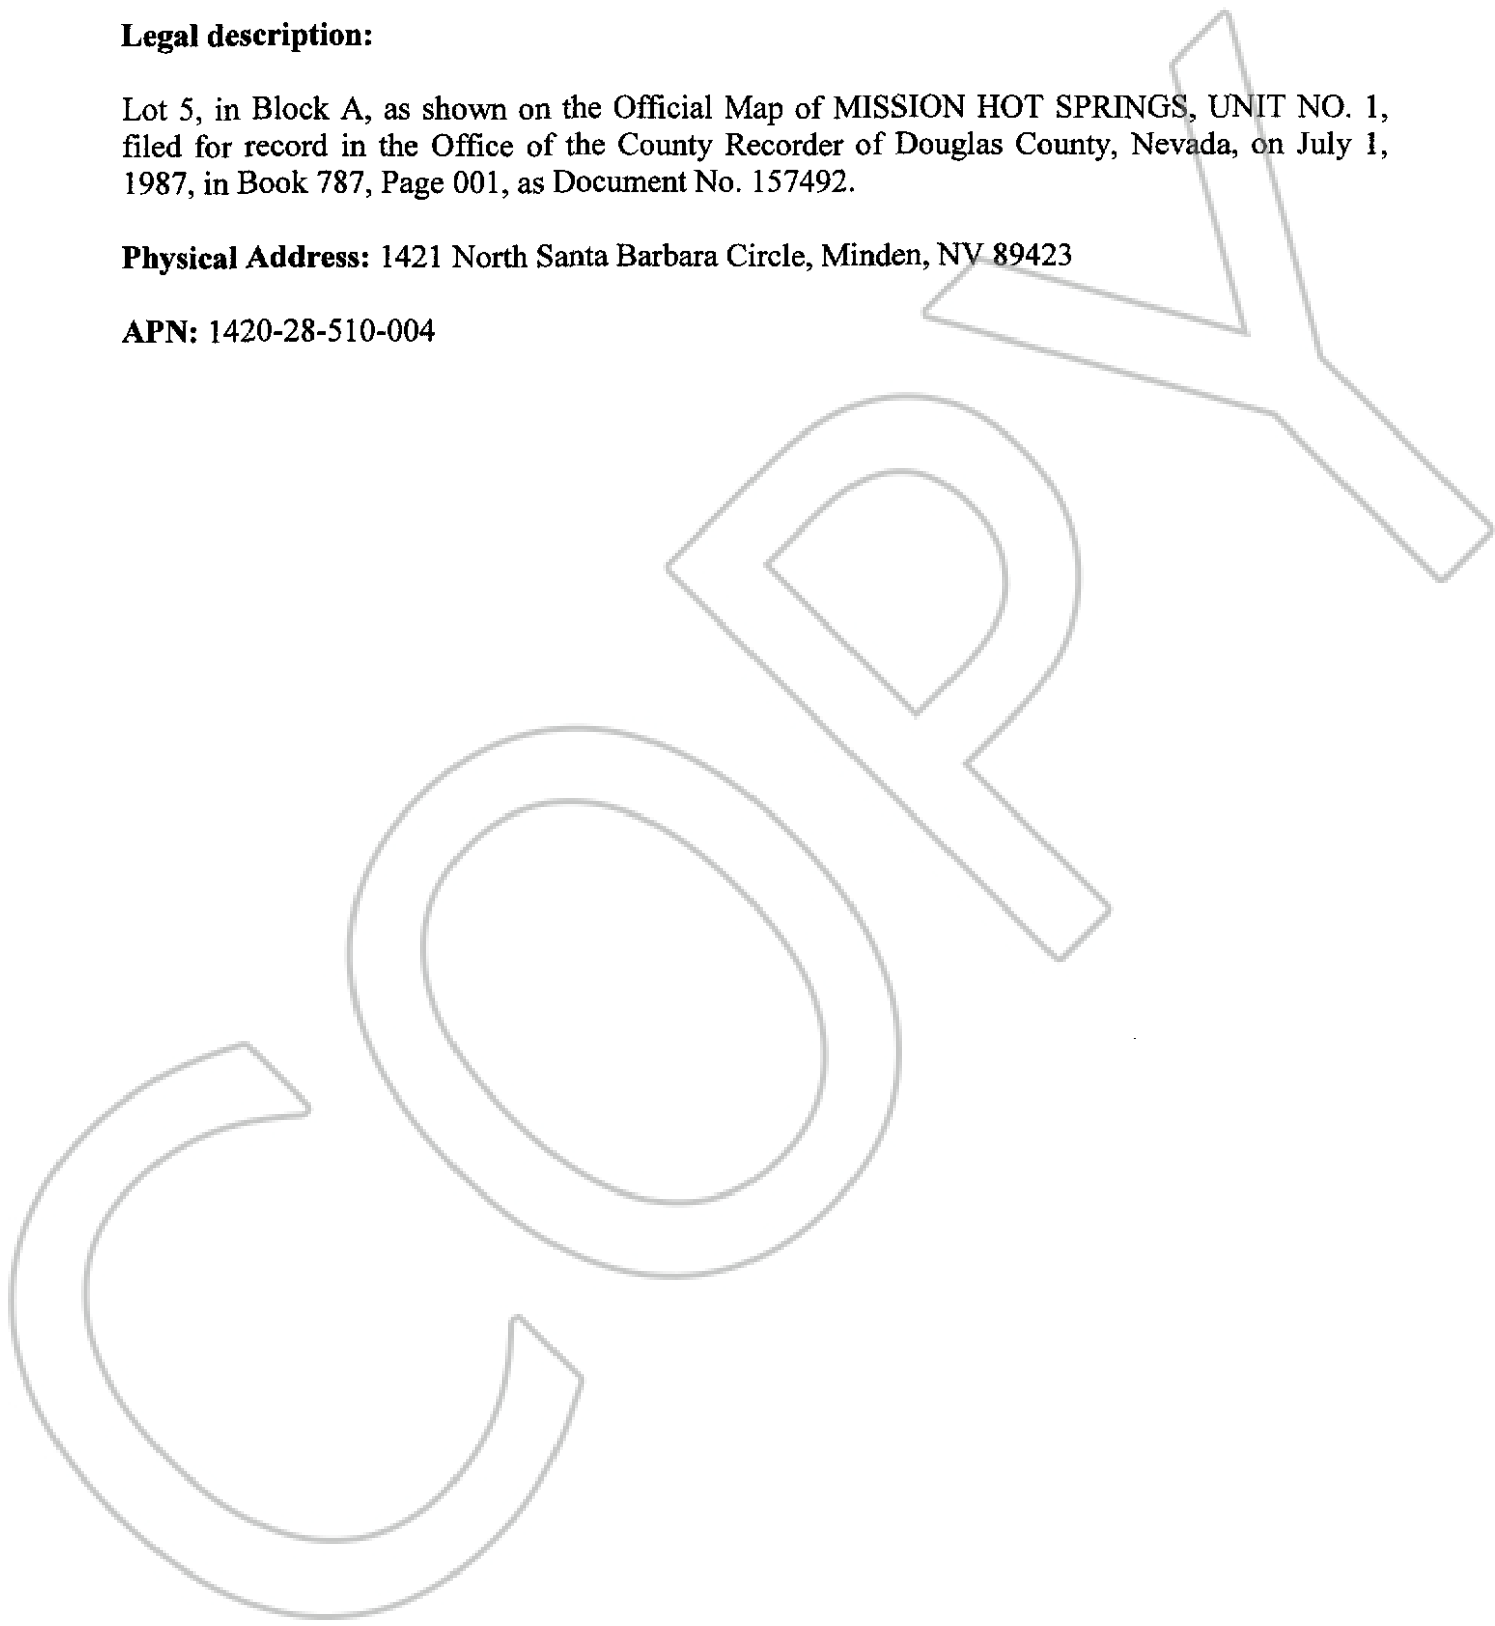 Legal description:
Lot 5, in Block A, as shown on the Official Map of MISSION HOT SPRINGS, UNIT NO. 1,
filed for record in the Office of the County Recorder of Douglas County, Nevada, on July 1,
1987, in Book 787, Page 001, as Document No. 157492.
Physical Address: 1421 North Santa Barbara Circle, Minden, NV 89423
APN: 1420-28-510-004
COPY